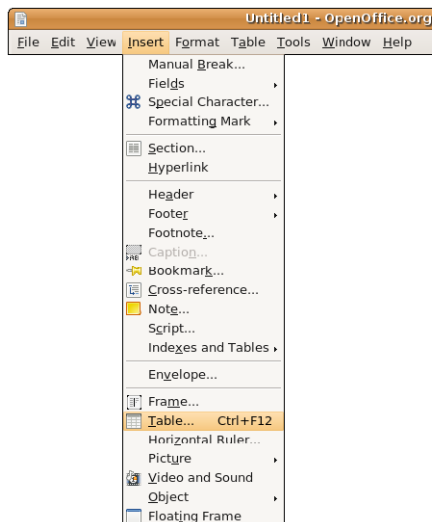 Untitled1 - OpenOffice.org
File Edit View Insert Format Table Tools Window Help
Manual Break...
Fields
Special Character...
Formatting Mark
Section...
Hyperlink
Header
Footer
Footnote...
Caption...
Bookmark...
Cross-reference...
Note...
Script...
Indexes and Tables
Envelope...
Frame...
Table... Ctrl+F12
Horizontal Ruler...
Picture
Video and Sound
Object
Floating Frame